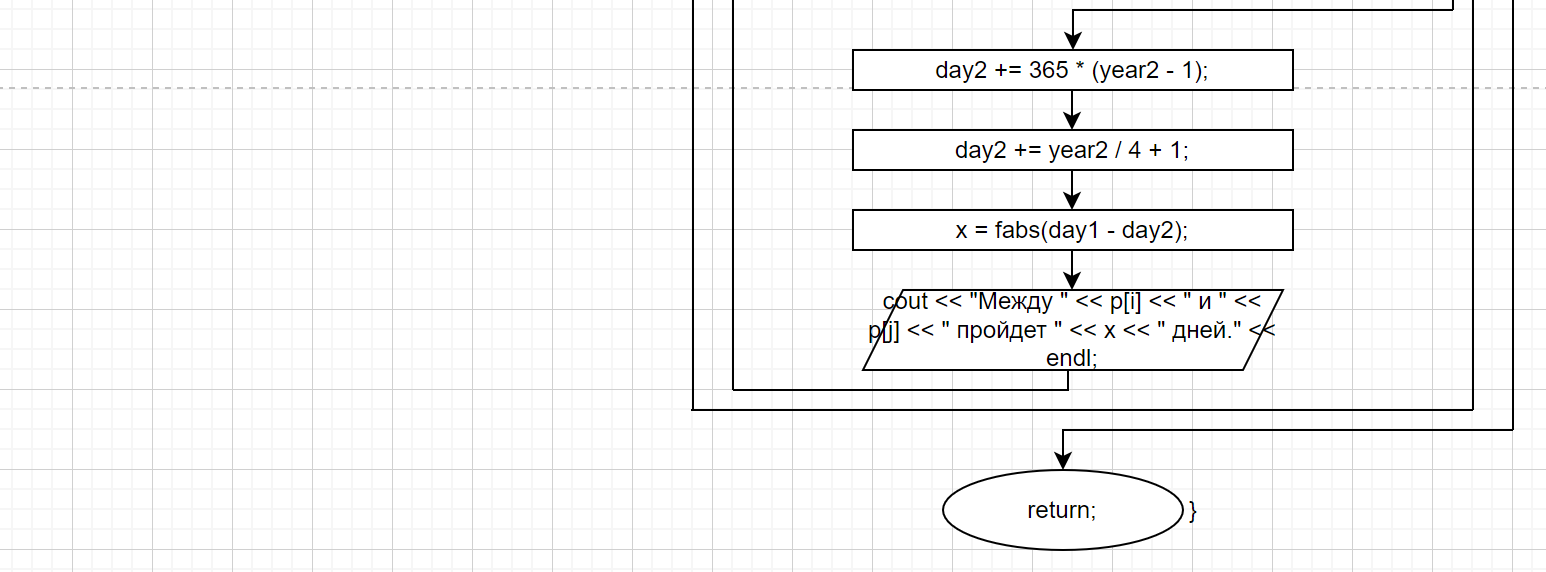 day2 += 365 * (year2 - 1);
day2 += year2 / 4 + 1;
x = fabs(day1 - day2);
cout << "Между " << p[i] << " и " <<
p[j] << " пройдет " << x << " дней." <<
endl;
return;
}